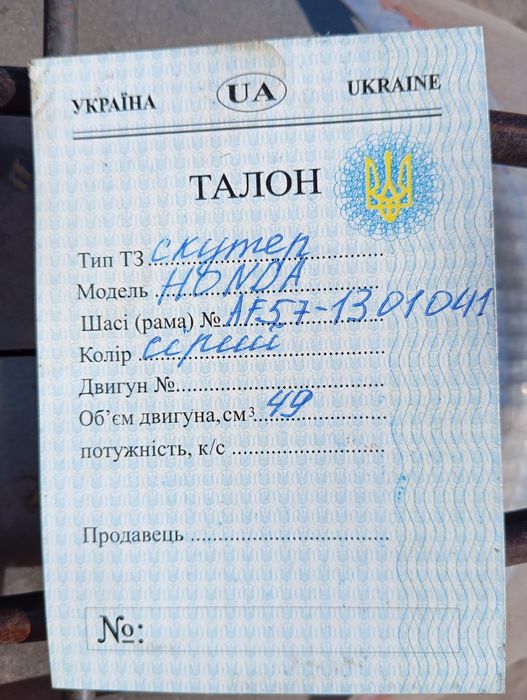 УКРАЇНА UA UKRAINE
ТАЛОН
Тип ТЗ скутер
Модель HONDA
Шасі (рама) № AF57-1301041
Колір сірий
Двигун №
Об'єм двигуна, см³ 49
потужність, к/с
Продавець
№: